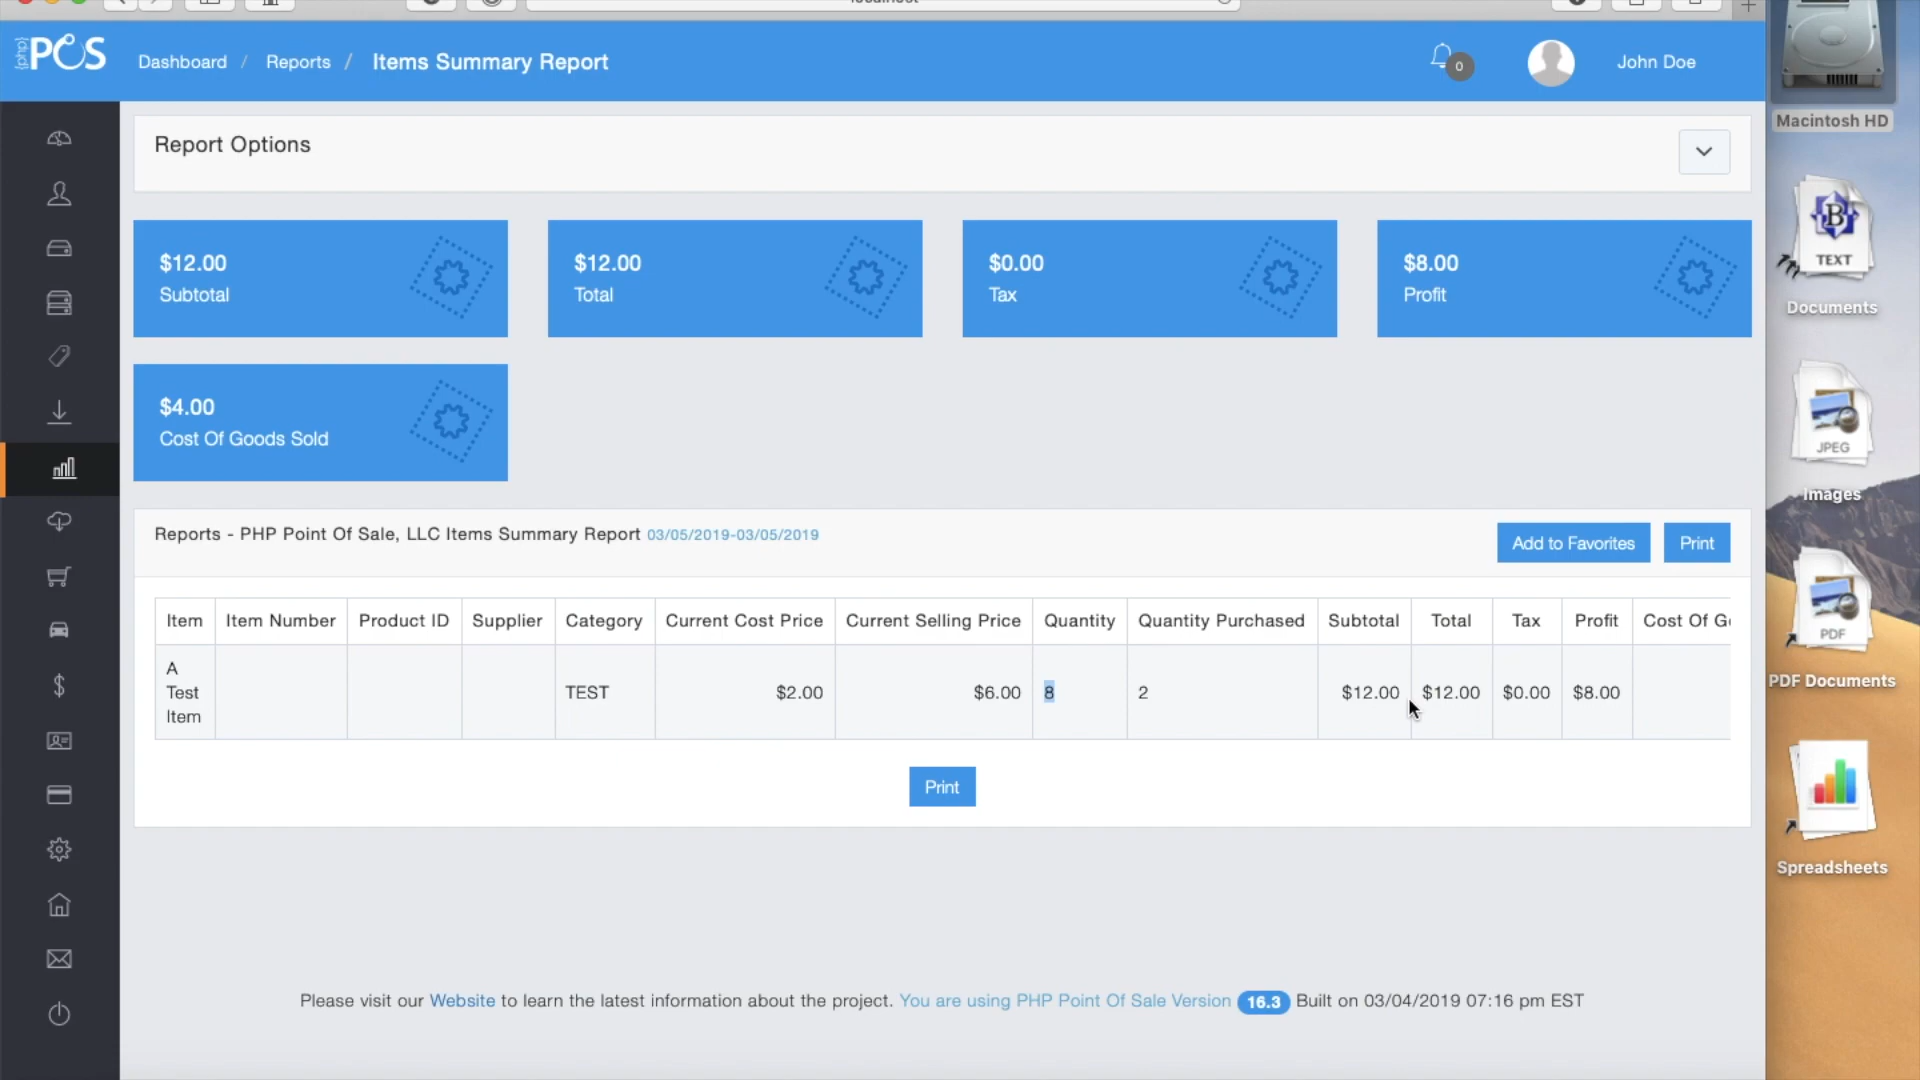 {php}
POS
Dashboard / Reports / Items Summary Report
0
John Doe
Macintosh HD
Report Options
$12.00
Subtotal
$12.00
Total
$0.00
Tax
$8.00
Profit
$4.00
Cost Of Goods Sold
TEXT
Documents
JPEG
Images
PDF
PDF Documents
Spreadsheets
Reports - PHP Point Of Sale, LLC Items Summary Report 03/05/2019-03/05/2019
Add to Favorites
Print
Item Item Number Product ID Supplier Category Current Cost Price Current Selling Price Quantity Quantity Purchased Subtotal Total Tax Profit Cost Of
A
Test
Item
TEST $2.00 $6.00 8 2 $12.00 $12.00 $0.00 $8.00
Print
Please visit our Website to learn the latest information about the project. You are using PHP Point Of Sale Version 16.3 Built on 03/04/2019 07:16 pm EST